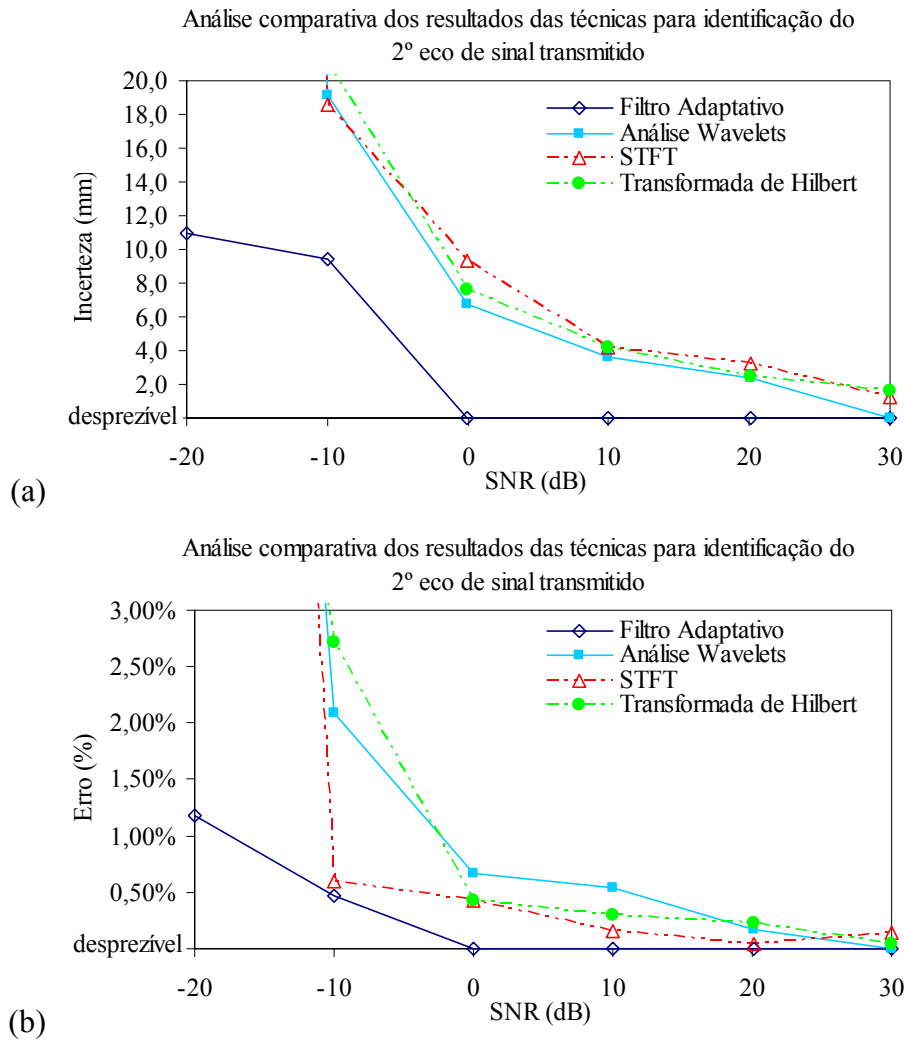 Análise comparativa dos resultados das técnicas para identificação do
2º eco de sinal transmitido
20,0
18,0
16,0
14,0
12,0
10,0
8,0
6,0
4,0
2,0
desprezível
Incerteza (mm)
Filtro Adaptativo
Análise Wavelets
STFT
Transformada de Hilbert
-20
-10
0
10
20
30
SNR (dB)
(a)
Análise comparativa dos resultados das técnicas para identificação do
2º eco de sinal transmitido
3,00%
2,50%
2,00%
1,50%
1,00%
0,50%
desprezível
Erro (%)
Filtro Adaptativo
Análise Wavelets
STFT
Transformada de Hilbert
-20
-10
0
10
20
30
SNR (dB)
(b)